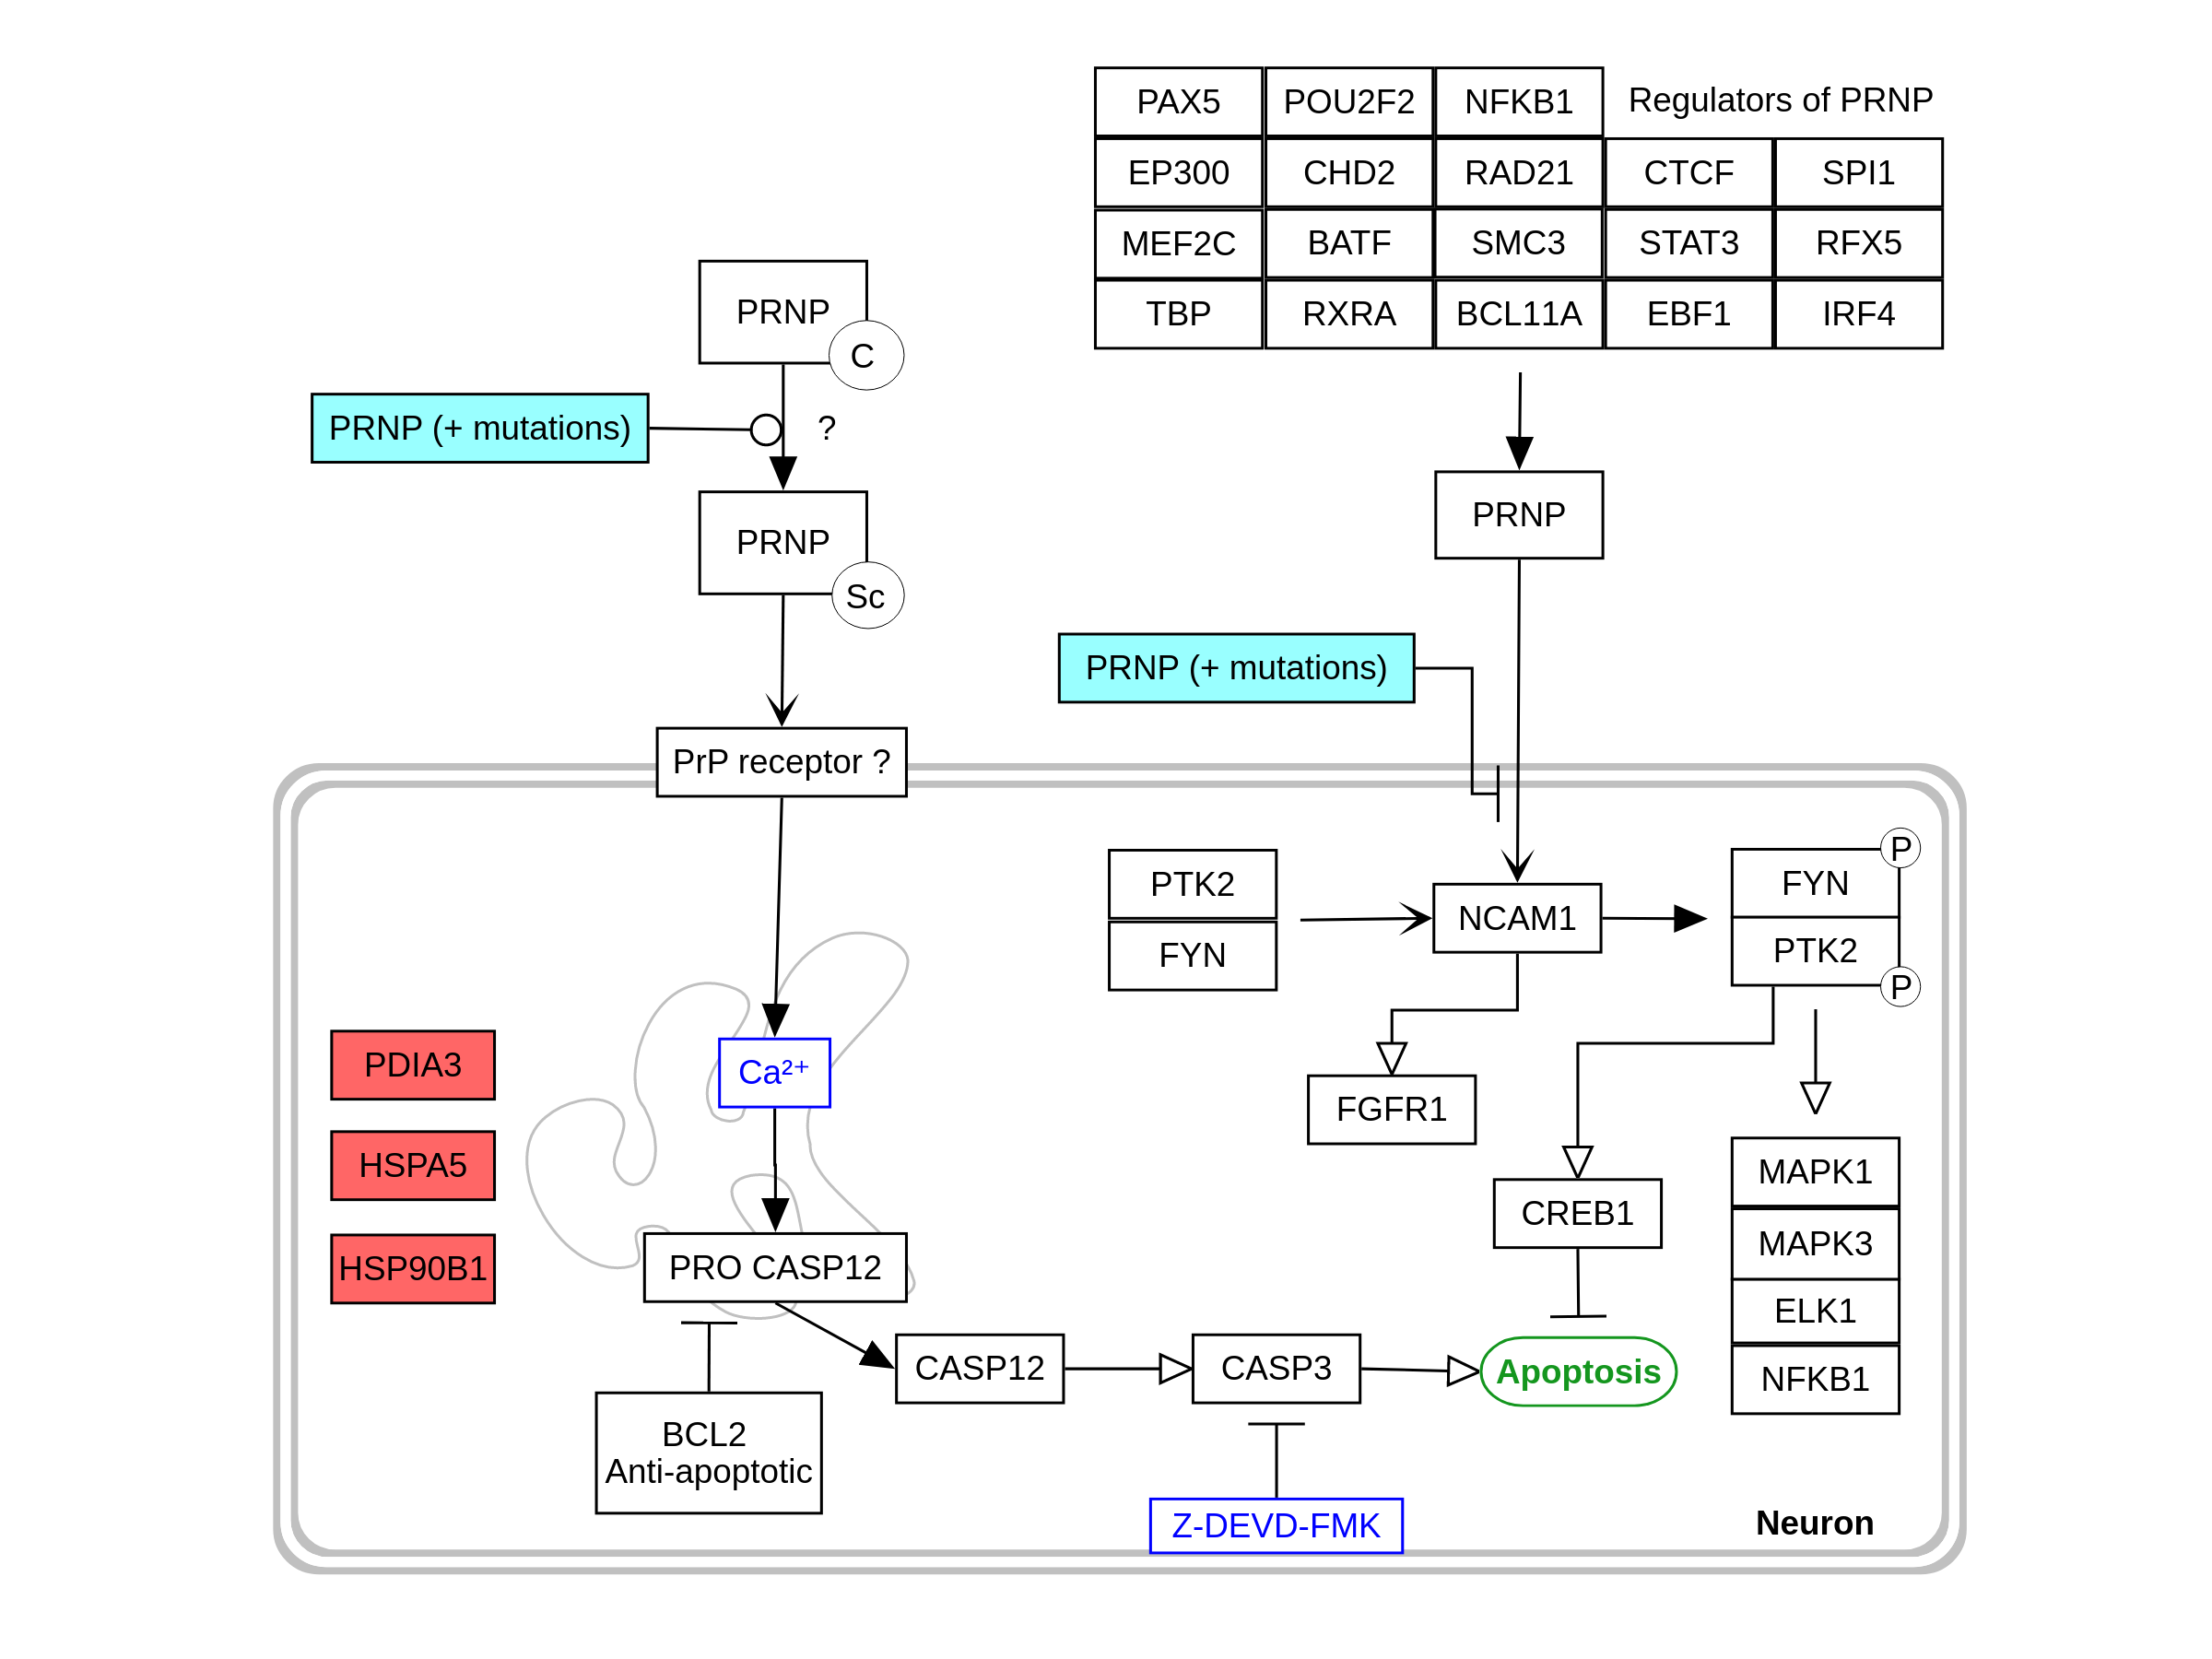 PAX5
POU2F2
NFKB1
Regulators of PRNP
EP300
CHD2
RAD21
CTCF
SPI1
MEF2C
BATF
SMC3
STAT3
RFX5
TBP
RXRA
BCL11A
EBF1
IRF4
PRNP
C
PRNP (+ mutations)
?
PRNP
Sc
PRNP
PRNP (+ mutations)
PrP receptor ?
PTK2
FYN
NCAM1
P
FYN
PTK2
P
PDIA3
HSPA5
HSP90B1
Ca²⁺
FGFR1
CREB1
MAPK1
MAPK3
ELK1
NFKB1
PRO CASP12
CASP12
CASP3
Apoptosis
BCL2
Anti-apoptotic
Z-DEVD-FMK
Neuron